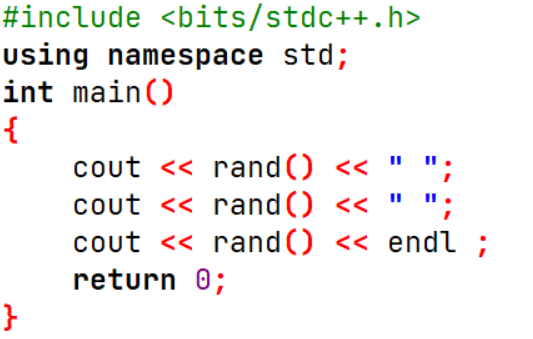 #include <bits/stdc++.h>
using namespace std;
int main()
{
    cout << rand() << " ";
    cout << rand() << " ";
    cout << rand() << endl ;
    return 0;
}